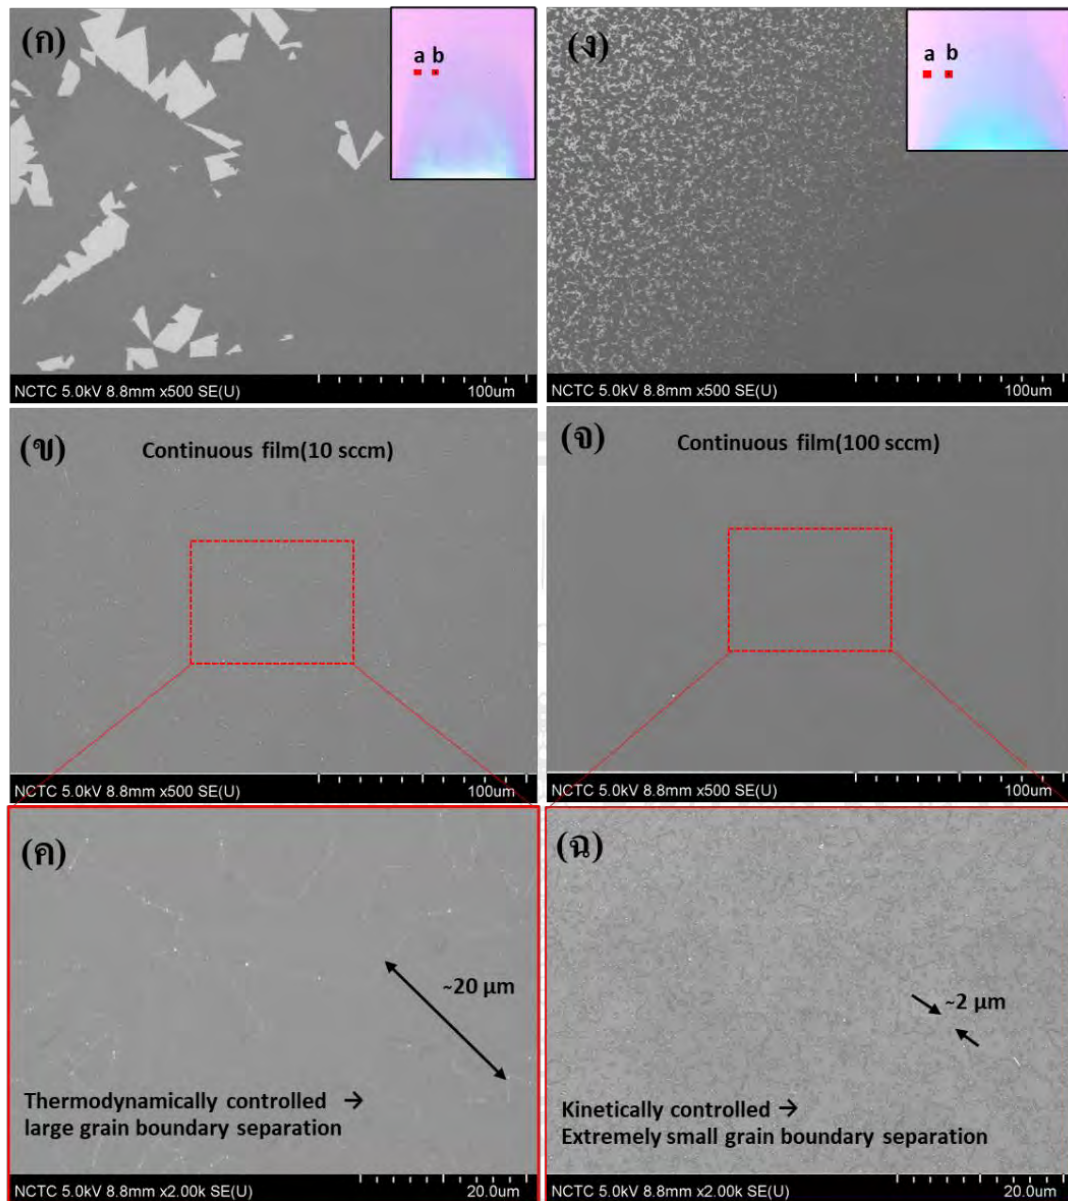 (ก)
a b
NCTC 5.0kV 8.8mm x500 SE(U) 100um
(ง)
a b
NCTC 5.0kV 8.8mm x500 SE(U) 100um
(ข)
Continuous film(10 sccm)
NCTC 5.0kV 8.8mm x500 SE(U) 100um
(จ)
Continuous film(100 sccm)
NCTC 5.0kV 8.8mm x500 SE(U) 100um
(ค)
~20 µm
Thermodynamically controlled →
large grain boundary separation
NCTC 5.0kV 8.8mm x2.00k SE(U) 20.0um
(ฉ)
~2 µm
Kinetically controlled →
Extremely small grain boundary separation
NCTC 5.0kV 8.8mm x2.00k SE(U) 20.0um